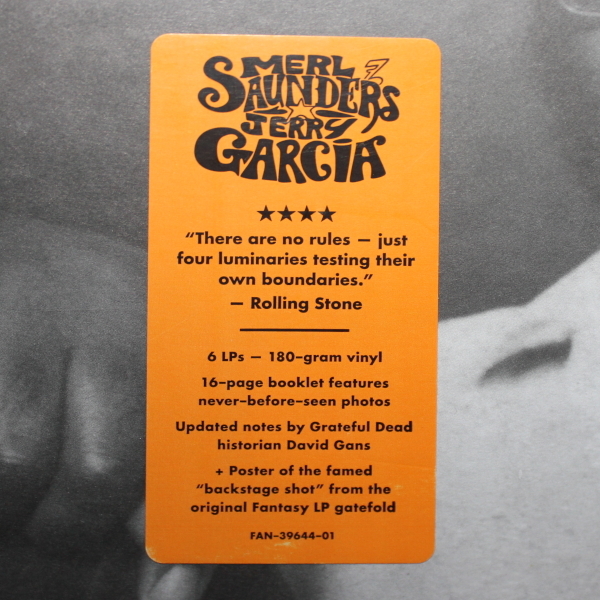 MERL
SAUNDERS
JERRY
GARCIA
★★★★
“There are no rules — just
four luminaries testing their
own boundaries.”
— Rolling Stone
6 LPs — 180-gram vinyl
16-page booklet features
never-before-seen photos
Updated notes by Grateful Dead
historian David Gans
+ Poster of the famed
“backstage shot” from the
original Fantasy LP gatefold
FAN-39644-01